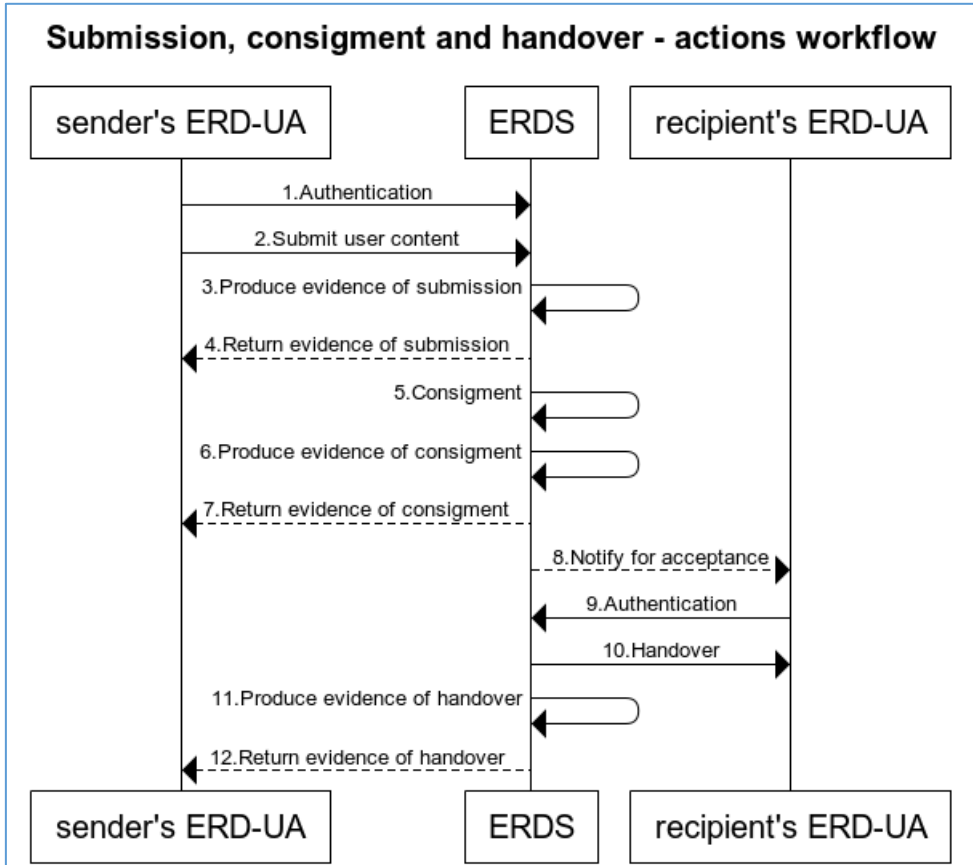 Submission, consigment and handover - actions workflow
sender's ERD-UA
ERDS
recipient's ERD-UA
1.Authentication
2.Submit user content
3.Produce evidence of submission
4.Return evidence of submission
5.Consigment
6.Produce evidence of consigment
7.Return evidence of consigment
8.Notify for acceptance
9.Authentication
10.Handover
11.Produce evidence of handover
12.Return evidence of handover
sender's ERD-UA
ERDS
recipient's ERD-UA